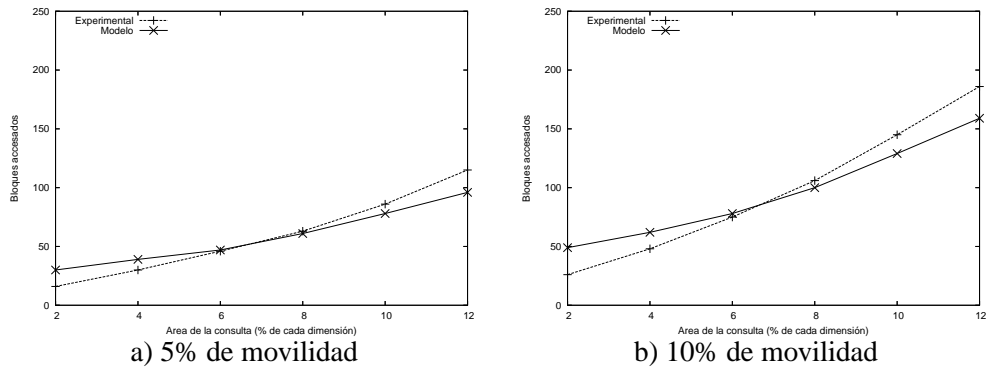 250
200
150
100
50
0
2 4 6 8 10 12
Bloques accesados
Area de la consulta (% de cada dimensión)
Experimental
Modelo
a) 5% de movilidad
250
200
150
100
50
0
2 4 6 8 10 12
Bloques accesados
Area de la consulta (% de cada dimensión)
Experimental
Modelo
b) 10% de movilidad